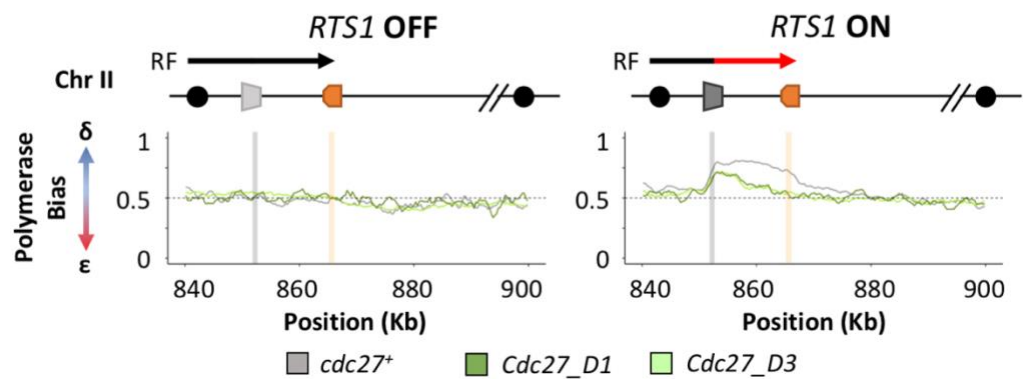 RTS1 OFF
RTS1 ON
RF
RF
Chr II
δ
Polymerase
Bias
ε
1
0.5
0
840
860
880
900
Position (Kb)
1
0.5
0
840
860
880
900
Position (Kb)
cdc27+
Cdc27_D1
Cdc27_D3